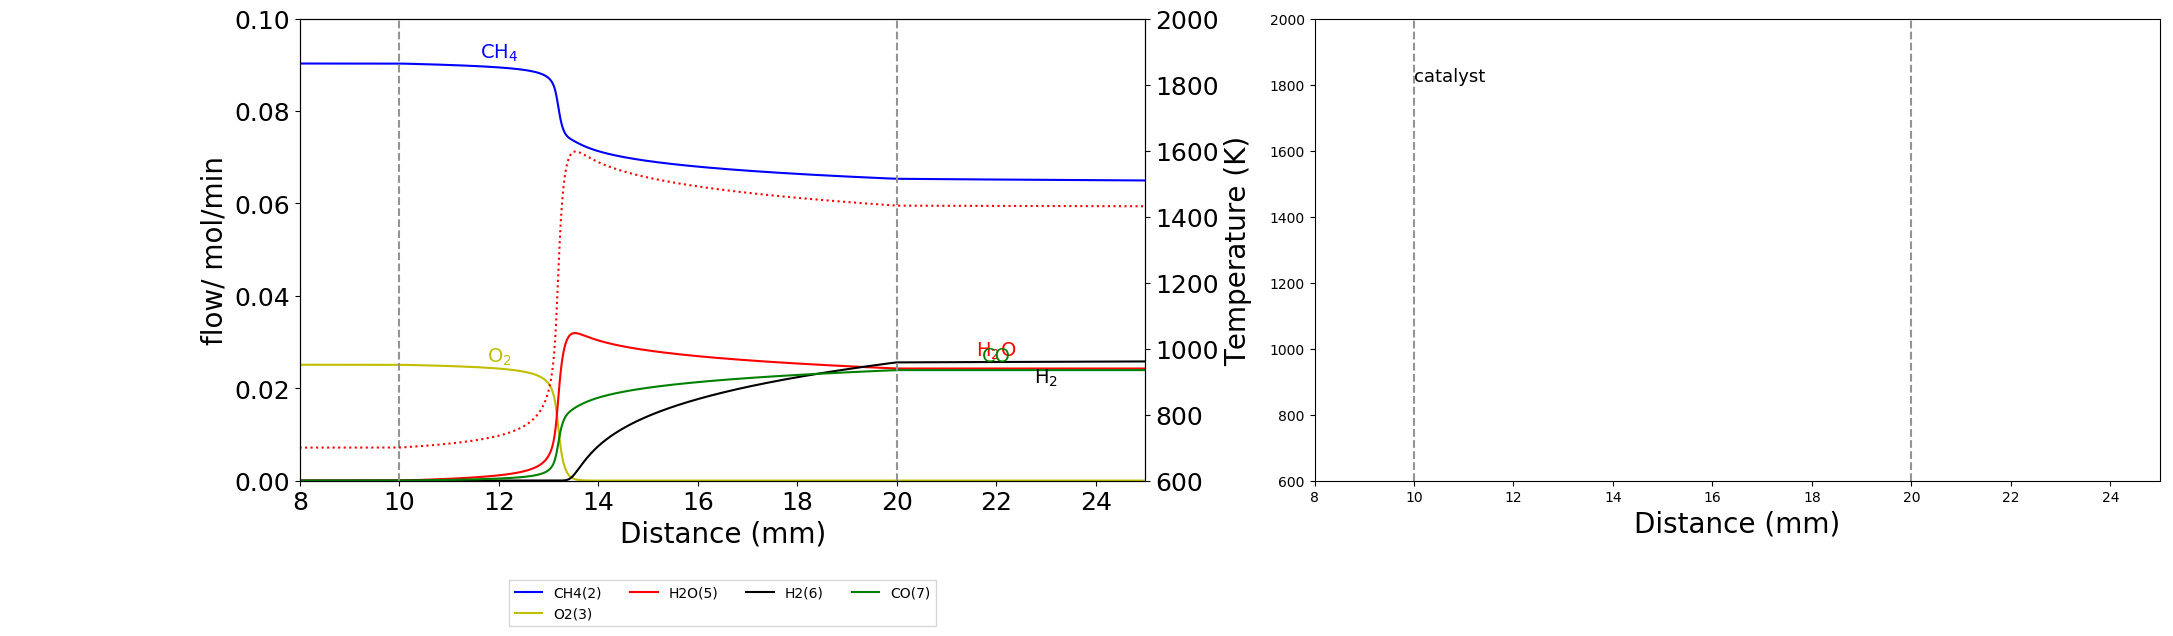 0.10
0.08
0.06
0.04
0.02
0.00
flow/ mol/min
CH₄
O₂
H₂O
CO
H₂
8 10 12 14 16 18 20 22 24
Distance (mm)
2000
1800
1600
1400
1200
1000
800
600
Temperature (K)
CH4(2) H2O(5) H2(6) CO(7)
O2(3)
2000
1800
1600
1400
1200
1000
800
600
catalyst
8 10 12 14 16 18 20 22 24
Distance (mm)